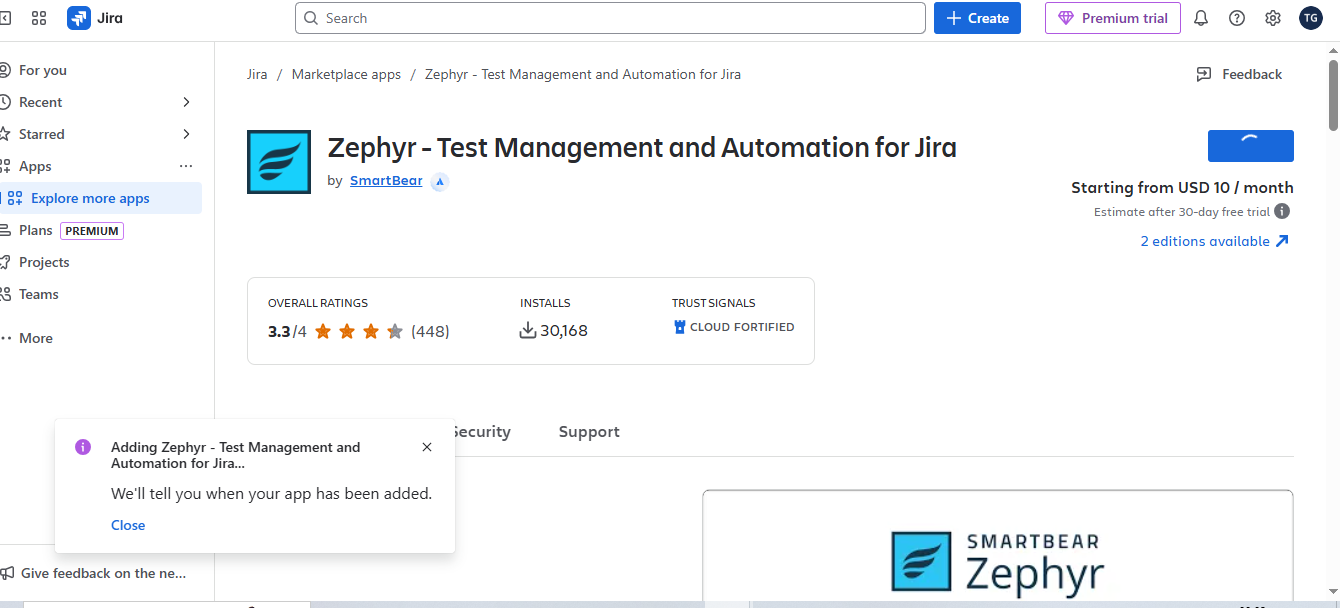 Jira
Search
Create
Premium trial
TG
For you
Recent
Starred
Apps
Explore more apps
Plans PREMIUM
Projects
Teams
More
Jira / Marketplace apps / Zephyr - Test Management and Automation for Jira
Feedback
Zephyr - Test Management and Automation for Jira
by SmartBear
Starting from USD 10 / month
Estimate after 30-day free trial
2 editions available
OVERALL RATINGS
3.3/4 (448)
INSTALLS
30,168
TRUST SIGNALS
CLOUD FORTIFIED
Security
Support
Adding Zephyr - Test Management and
Automation for Jira...
We'll tell you when your app has been added.
Close
SMARTBEAR
Zephyr
Give feedback on the ne...